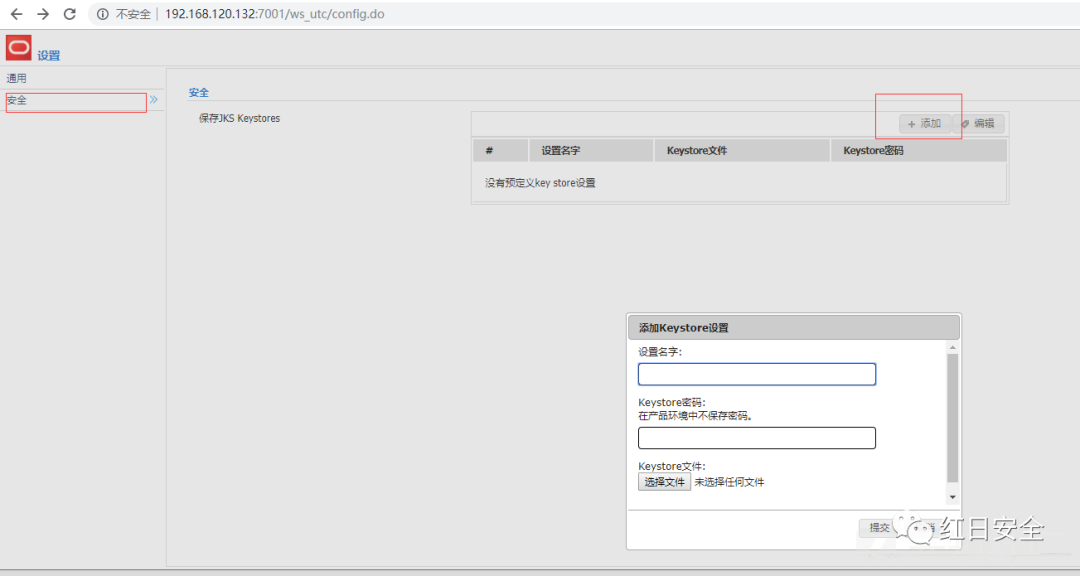 不安全 192.168.120.132:7001/ws_utc/config.do
设置
通用
安全
安全
保存JKS Keystores
+ 添加 编辑
# 设置名字 Keystore文件 Keystore密码
没有预定义key store设置
添加Keystore设置
设置名字:
Keystore密码:
在产品环境中不保存密码。
Keystore文件:
选择文件 未选择任何文件
提交
红日安全